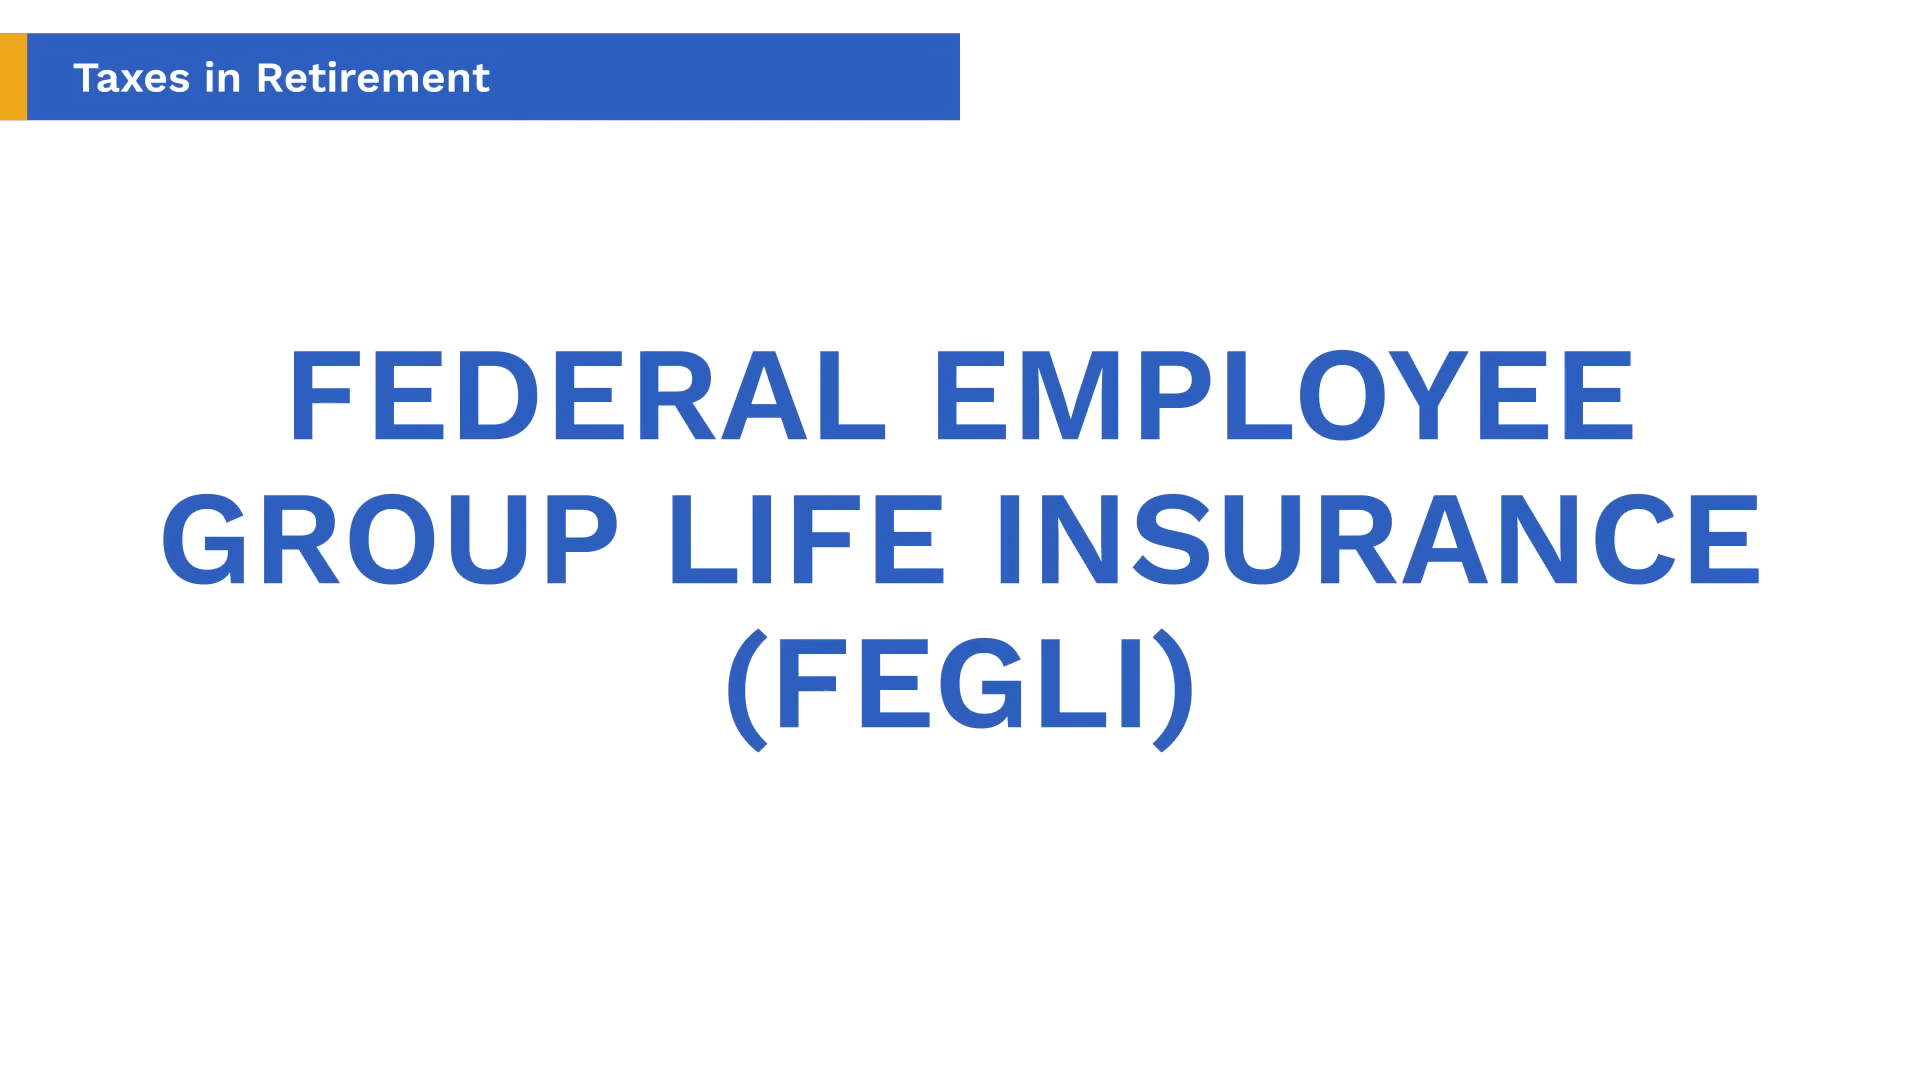 Taxes in Retirement
FEDERAL EMPLOYEE
GROUP LIFE INSURANCE
(FEGLI)